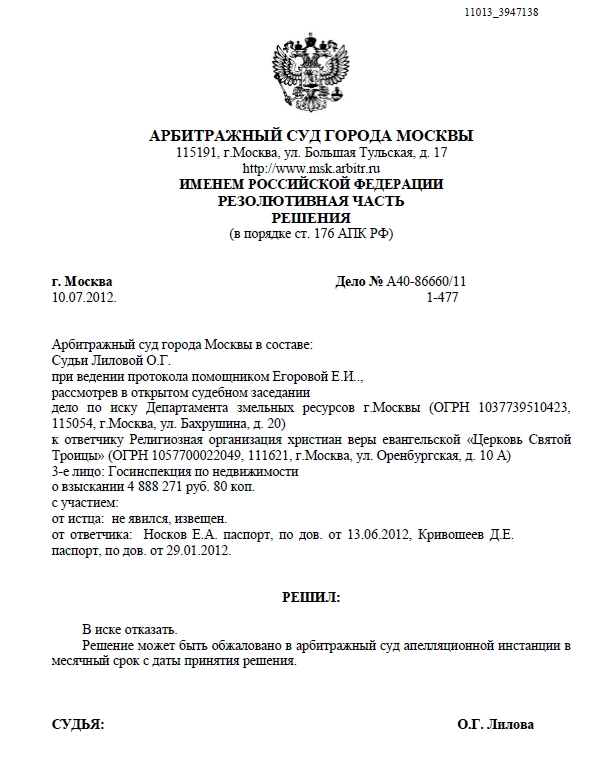 11013_3947138
АРБИТРАЖНЫЙ СУД ГОРОДА МОСКВЫ
115191, г.Москва, ул. Большая Тульская, д. 17
http://www.msk.arbitr.ru
ИМЕНЕМ РОССИЙСКОЙ ФЕДЕРАЦИИ
РЕЗОЛЮТИВНАЯ ЧАСТЬ
РЕШЕНИЯ
(в порядке ст. 176 АПК РФ)
г. Москва Дело № А40-86660/11
10.07.2012. 1-477
Арбитражный суд города Москвы в составе:
Судьи Лиловой О.Г.
при ведении протокола помощником Егоровой Е.И..,
рассмотрев в открытом судебном заседании
дело по иску Департамента змельных ресурсов г.Москвы (ОГРН 1037739510423,
115054, г.Москва, ул. Бахрушина, д. 20)
к ответчику Религиозная организация христиан веры евангельской «Церковь Святой
Троицы» (ОГРН 1057700022049, 111621, г.Москва, ул. Оренбургская, д. 10 А)
3-е лицо: Госинспекция по недвижимости
о взыскании 4 888 271 руб. 80 коп.
с участием:
от истца: не явился, извещен.
от ответчика: Носков Е.А. паспорт, по дов. от 13.06.2012, Кривошеев Д.Е.
паспорт, по дов. от 29.01.2012.
РЕШИЛ:
В иске отказать.
Решение может быть обжаловано в арбитражный суд апелляционной инстанции в
месячный срок с даты принятия решения.
СУДЬЯ: О.Г. Лилова